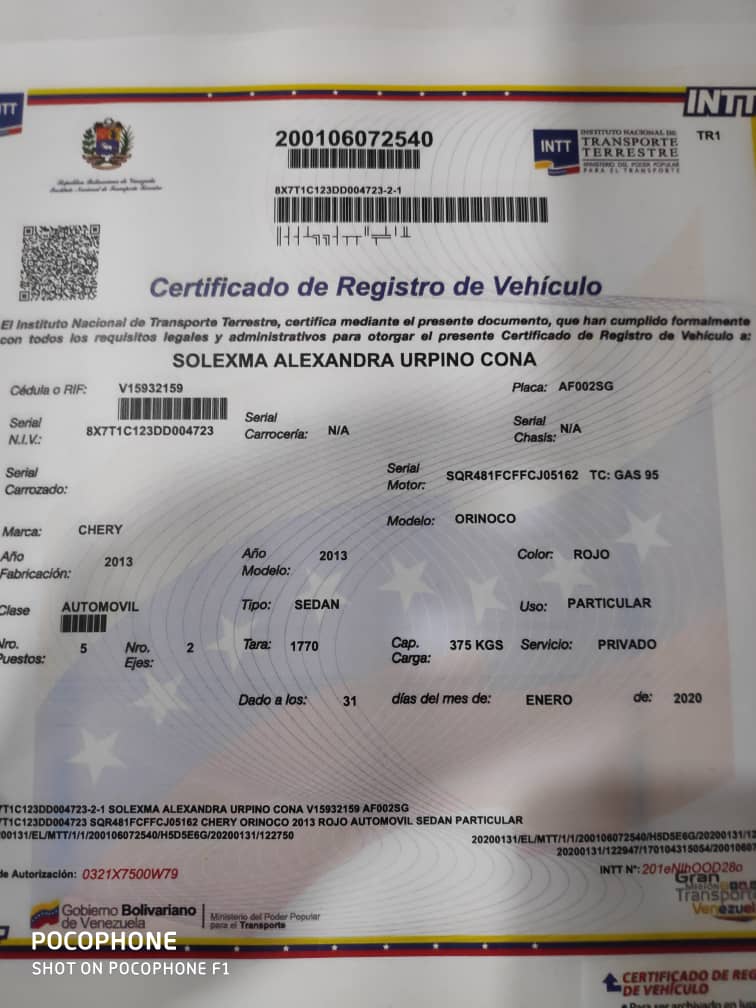 INTT
TR1
República Bolivariana de Venezuela
Instituto Nacional de Transporte Terrestre
200106072540
8X7T1C123DD004723-2-1
INTT INSTITUTO NACIONAL DE
TRANSPORTE
TERRESTRE
MINISTERIO DEL PODER POPULAR
PARA EL TRANSPORTE
Certificado de Registro de Vehículo
El Instituto Nacional de Transporte Terrestre, certifica mediante el presente documento, que han cumplido formalmente
con todos los requisitos legales y administrativos para otorgar el presente Certificado de Registro de Vehículo a:
SOLEXMA ALEXANDRA URPINO CONA
Cédula o RIF: V15932159 Placa: AF002SG
Serial N.I.V.: 8X7T1C123DD004723 Serial Carrocería: N/A Serial Chasis: N/A
Serial Carrozado: Serial Motor: SQR481FCFFCJ05162 TC: GAS 95
Marca: CHERY Modelo: ORINOCO
Año Fabricación: 2013 Año Modelo: 2013 Color: ROJO
Clase AUTOMOVIL Tipo: SEDAN Uso: PARTICULAR
Nro. Puestos: 5 Nro. Ejes: 2 Tara: 1770 Cap. Carga: 375 KGS Servicio: PRIVADO
Dado a los: 31 días del mes de: ENERO de: 2020
7T1C123DD004723-2-1 SOLEXMA ALEXANDRA URPINO CONA V15932159 AF002SG
7T1C123DD004723 SQR481FCFFCJ05162 CHERY ORINOCO 2013 ROJO AUTOMOVIL SEDAN PARTICULAR
00131/EL/MTT/1/1/200106072540/H5D5E6G/20200131/122750
20200131/EL/MTT/1/1/200106072540/H5D5E6G/20200131/12
20200131/122947/170104315054/20010607
de Autorización: 0321X7500W79
INTT N°: 201eNIhOOD28o
Gobierno Bolivariano
de Venezuela
Ministerio del Poder Popular
para el Transporte
Gran
Misión
Transporte
Venezuela
POCOPHONE
SHOT ON POCOPHONE F1
CERTIFICADO DE REG
DE VEHÍCULO